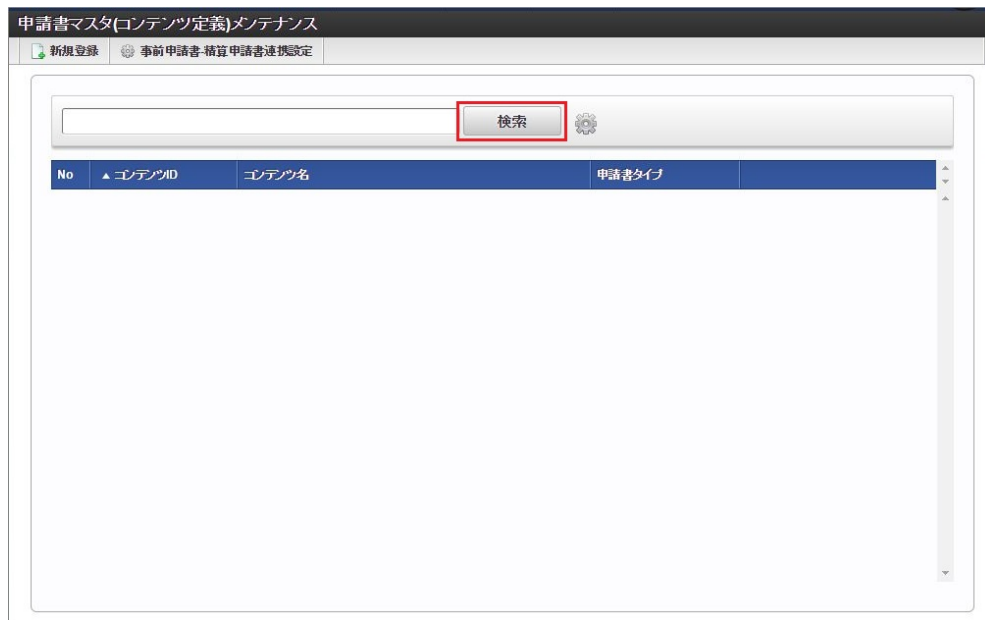 申請書マスタ(コンテンツ定義)メンテナンス
新規登録 事前申請書-精算申請書連携設定
検索
No ▲ コンテンツID コンテンツ名 申請書タイプ